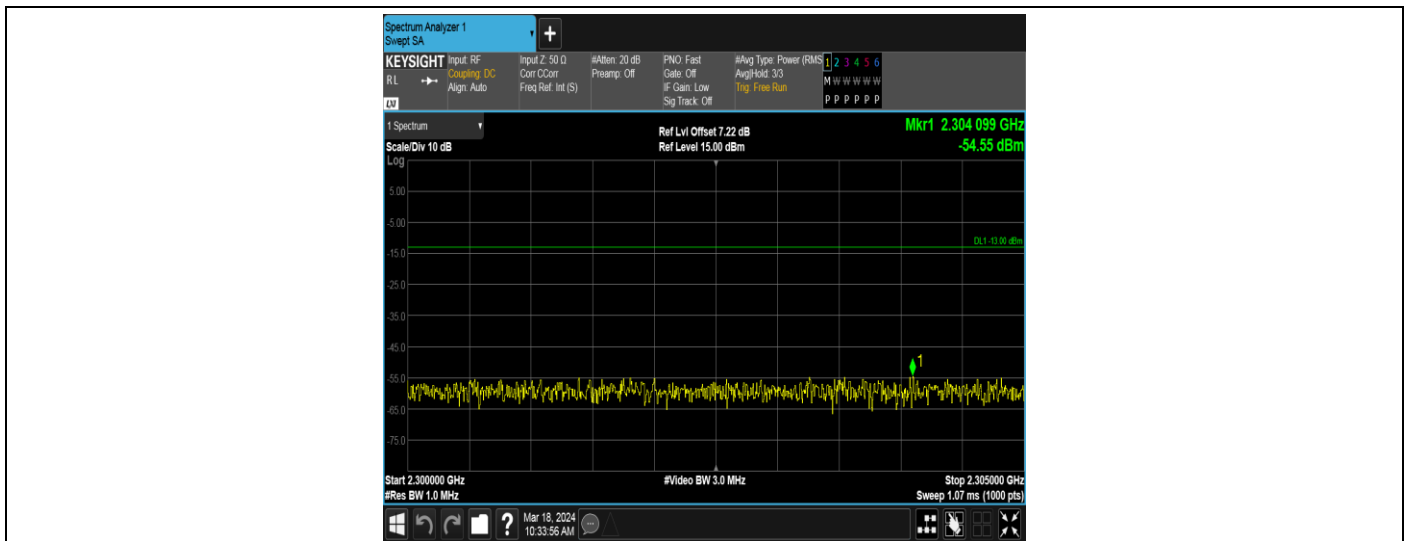 Spectrum Analyzer 1
Swept SA
+
KEYSIGHT
RL
Input: RF
Coupling: DC
Align: Auto
Input Z: 50 Ω
Corr CCorr
Freq Ref: Int (S)
#Atten: 20 dB
Preamp: Off
PNO: Fast
Gate: Off
IF Gain: Low
Sig Track: Off
#Avg Type: Power (RMS
Avg|Hold: 3/3
Trig: Free Run
1 2 3 4 5 6
M W W W W W
P P P P P P
1 Spectrum
Scale/Div 10 dB
Log
Ref Lvl Offset 7.22 dB
Ref Level 15.00 dBm
Mkr1 2.304 099 GHz
-54.55 dBm
5.00
-5.00
DL1 -13.00 dBm
-15.0
-25.0
-35.0
-45.0
1
-55.0
-65.0
-75.0
Start 2.300000 GHz
#Res BW 1.0 MHz
#Video BW 3.0 MHz
Stop 2.305000 GHz
Sweep 1.07 ms (1000 pts)
?
Mar 18, 2024
10:33:56 AM